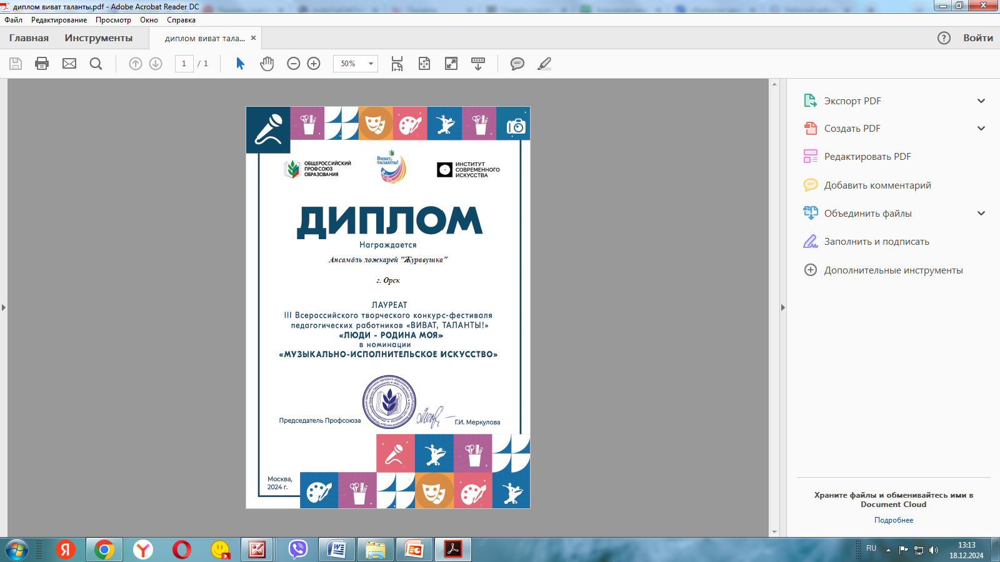 диплом виват таланты.pdf - Adobe Acrobat Reader DC
Файл Редактирование Просмотр Окно Справка
Главная Инструменты диплом виват тала... Войти
1 / 1 50%
Экспорт PDF
Создать PDF
Редактировать PDF
Добавить комментарий
Объединить файлы
Заполнить и подписать
Дополнительные инструменты
Храните файлы и обменивайтесь ими в
Document Cloud
Подробнее
ОБЩЕРОССИЙСКИЙ
ПРОФСОЮЗ
ОБРАЗОВАНИЯ
Виват,
таланты!
ИНСТИТУТ
СОВРЕМЕННОГО
ИСКУССТВА
ДИПЛОМ
Награждается
Ансамбль ложкарей "Журавушка"
г. Орск
ЛАУРЕАТ
III Всероссийского творческого конкурс-фестиваля
педагогических работников «ВИВАТ, ТАЛАНТЫ!»
«ЛЮДИ - РОДИНА МОЯ»
в номинации
«МУЗЫКАЛЬНО-ИСПОЛНИТЕЛЬСКОЕ ИСКУССТВО»
Председатель Профсоюза Г.И. Меркулова
Москва,
2024 г.
RU
13:13
18.12.2024